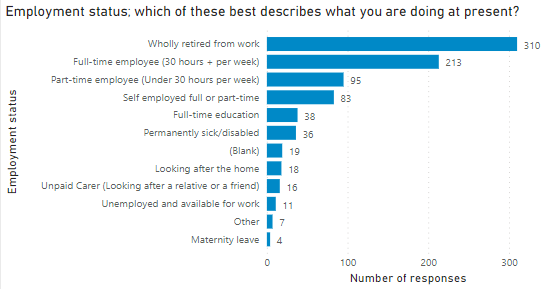 Employment status; which of these best describes what you are doing at present?
Employment status
Wholly retired from work 310
Full-time employee (30 hours + per week) 213
Part-time employee (Under 30 hours per week) 95
Self employed full or part-time 83
Full-time education 38
Permanently sick/disabled 36
(Blank) 19
Looking after the home 18
Unpaid Carer (Looking after a relative or a friend) 16
Unemployed and available for work 11
Other 7
Maternity leave 4
0 100 200 300
Number of responses